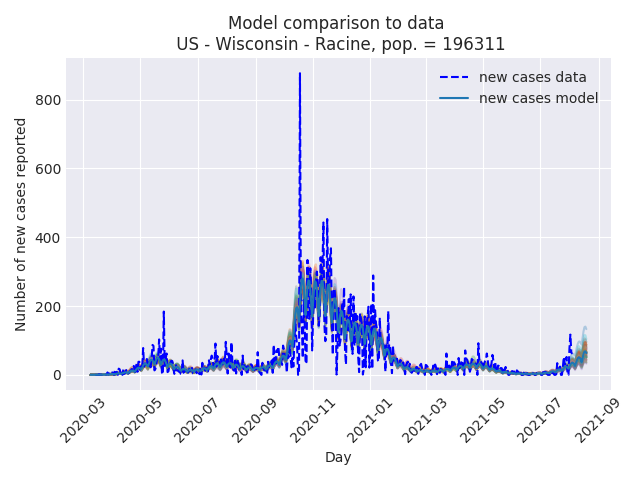 Model comparison to data
US - Wisconsin - Racine, pop. = 196311
new cases data
new cases model
Number of new cases reported
800
600
400
200
0
2020-03
2020-05
2020-07
2020-09
2020-11
2021-01
2021-03
2021-05
2021-07
2021-09
Day